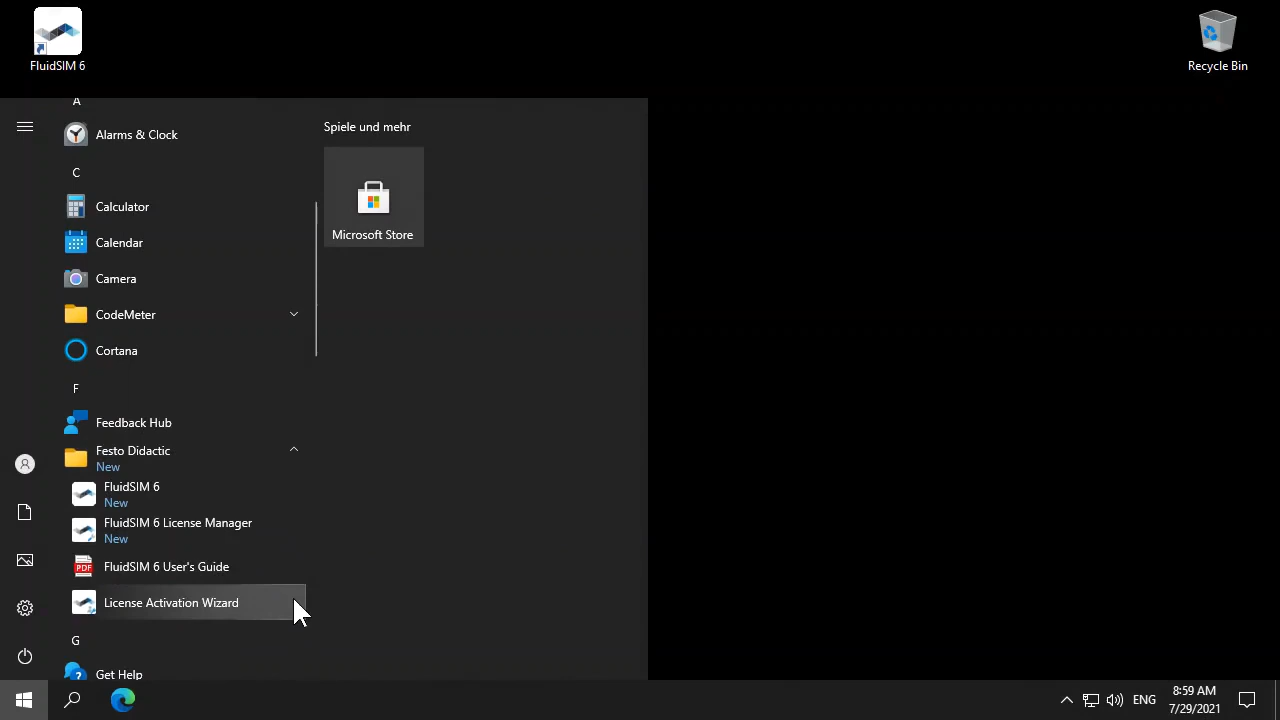 FluidSIM 6
Recycle Bin
A
Alarms & Clock
C
Calculator
Calendar
Camera
CodeMeter
Cortana
F
Feedback Hub
Festo Didactic
New
FluidSIM 6
New
FluidSIM 6 License Manager
New
PDF
FluidSIM 6 User's Guide
License Activation Wizard
G
Get Help
Spiele und mehr
Microsoft Store
ENG
8:59 AM
7/29/2021